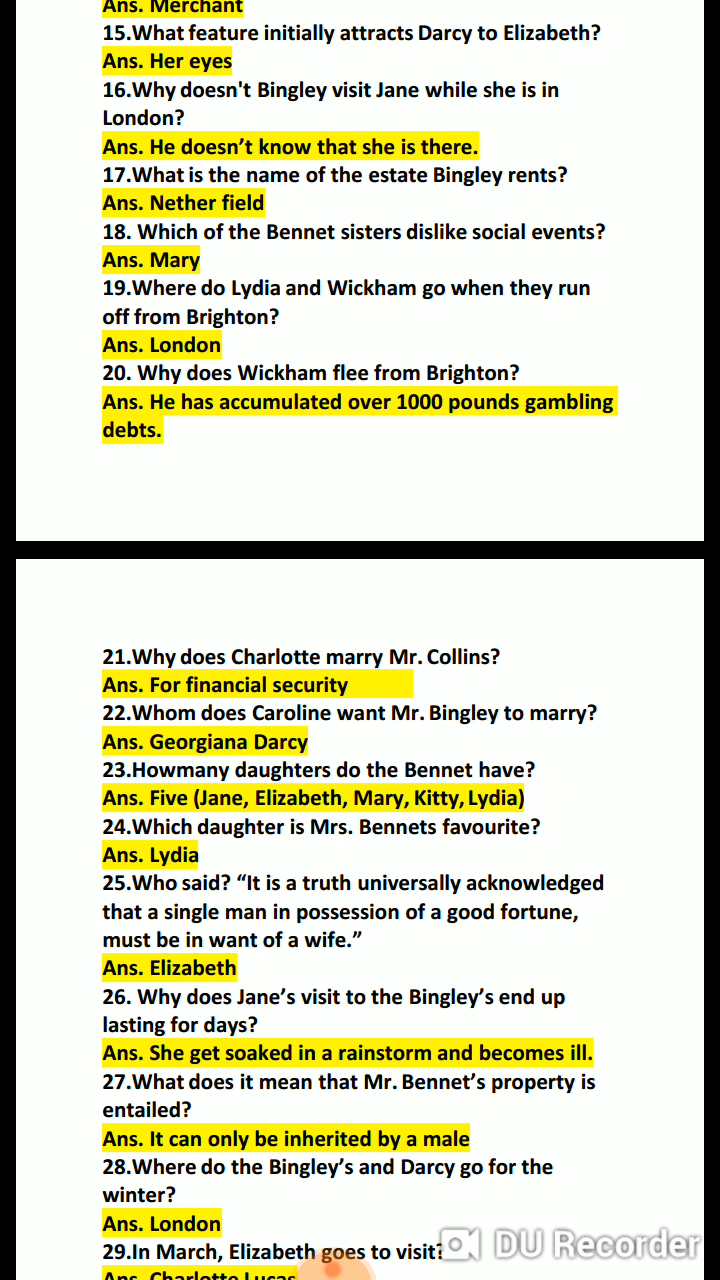 Ans. Merchant
15.What feature initially attracts Darcy to Elizabeth?
Ans. Her eyes
16.Why doesn't Bingley visit Jane while she is in
London?
Ans. He doesn’t know that she is there.
17.What is the name of the estate Bingley rents?
Ans. Nether field
18. Which of the Bennet sisters dislike social events?
Ans. Mary
19.Where do Lydia and Wickham go when they run
off from Brighton?
Ans. London
20. Why does Wickham flee from Brighton?
Ans. He has accumulated over 1000 pounds gambling
debts.
21.Why does Charlotte marry Mr. Collins?
Ans. For financial security
22.Whom does Caroline want Mr. Bingley to marry?
Ans. Georgiana Darcy
23.Howmany daughters do the Bennet have?
Ans. Five (Jane, Elizabeth, Mary, Kitty, Lydia)
24.Which daughter is Mrs. Bennets favourite?
Ans. Lydia
25.Who said? “It is a truth universally acknowledged
that a single man in possession of a good fortune,
must be in want of a wife.”
Ans. Elizabeth
26. Why does Jane’s visit to the Bingley’s end up
lasting for days?
Ans. She get soaked in a rainstorm and becomes ill.
27.What does it mean that Mr. Bennet’s property is
entailed?
Ans. It can only be inherited by a male
28.Where do the Bingley’s and Darcy go for the
winter?
Ans. London
29.In March, Elizabeth goes to visit?
Ans. Charlotte Lucas
DU Recorder